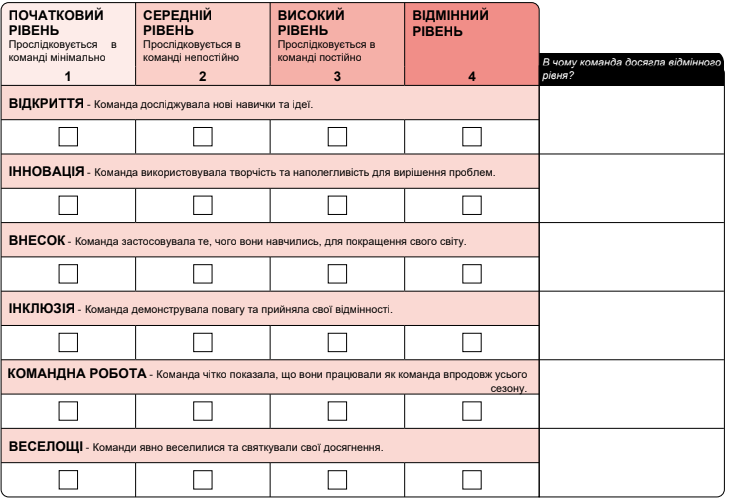 ПОЧАТКОВИЙ
РІВЕНЬ
Прослідковується в
команді мінімально
1
СЕРЕДНІЙ
РІВЕНЬ
Прослідковується в
команді непостійно
2
ВИСОКИЙ
РІВЕНЬ
Прослідковується в
команді постійно
3
ВІДМІННИЙ
РІВЕНЬ
4
В чому команда досягла відмінного
рівня?
ВІДКРИТТЯ - Команда досліджувала нові навички та ідеї.
ІННОВАЦІЯ - Команда використовувала творчість та наполегливість для вирішення проблем.
ВНЕСОК - Команда застосовувала те, чого вони навчились, для покращення свого світу.
ІНКЛЮЗІЯ - Команда демонструвала повагу та прийняла свої відмінності.
КОМАНДНА РОБОТА - Команда чітко показала, що вони працювали як команда впродовж усього
сезону.
ВЕСЕЛОЩІ - Команди явно веселилися та святкували свої досягнення.